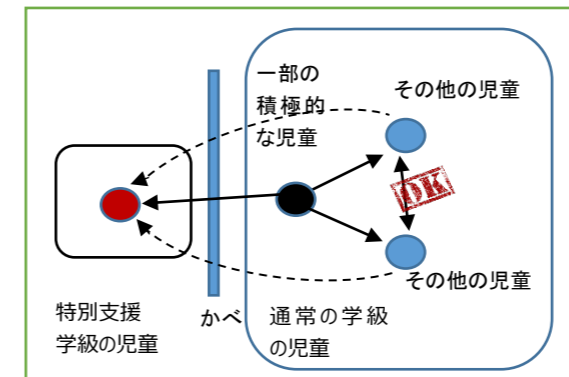 一部の
積極的
な児童
その他の児童
OK
その他の児童
特別支援
学級の児童
かべ
通常の学級
の児童